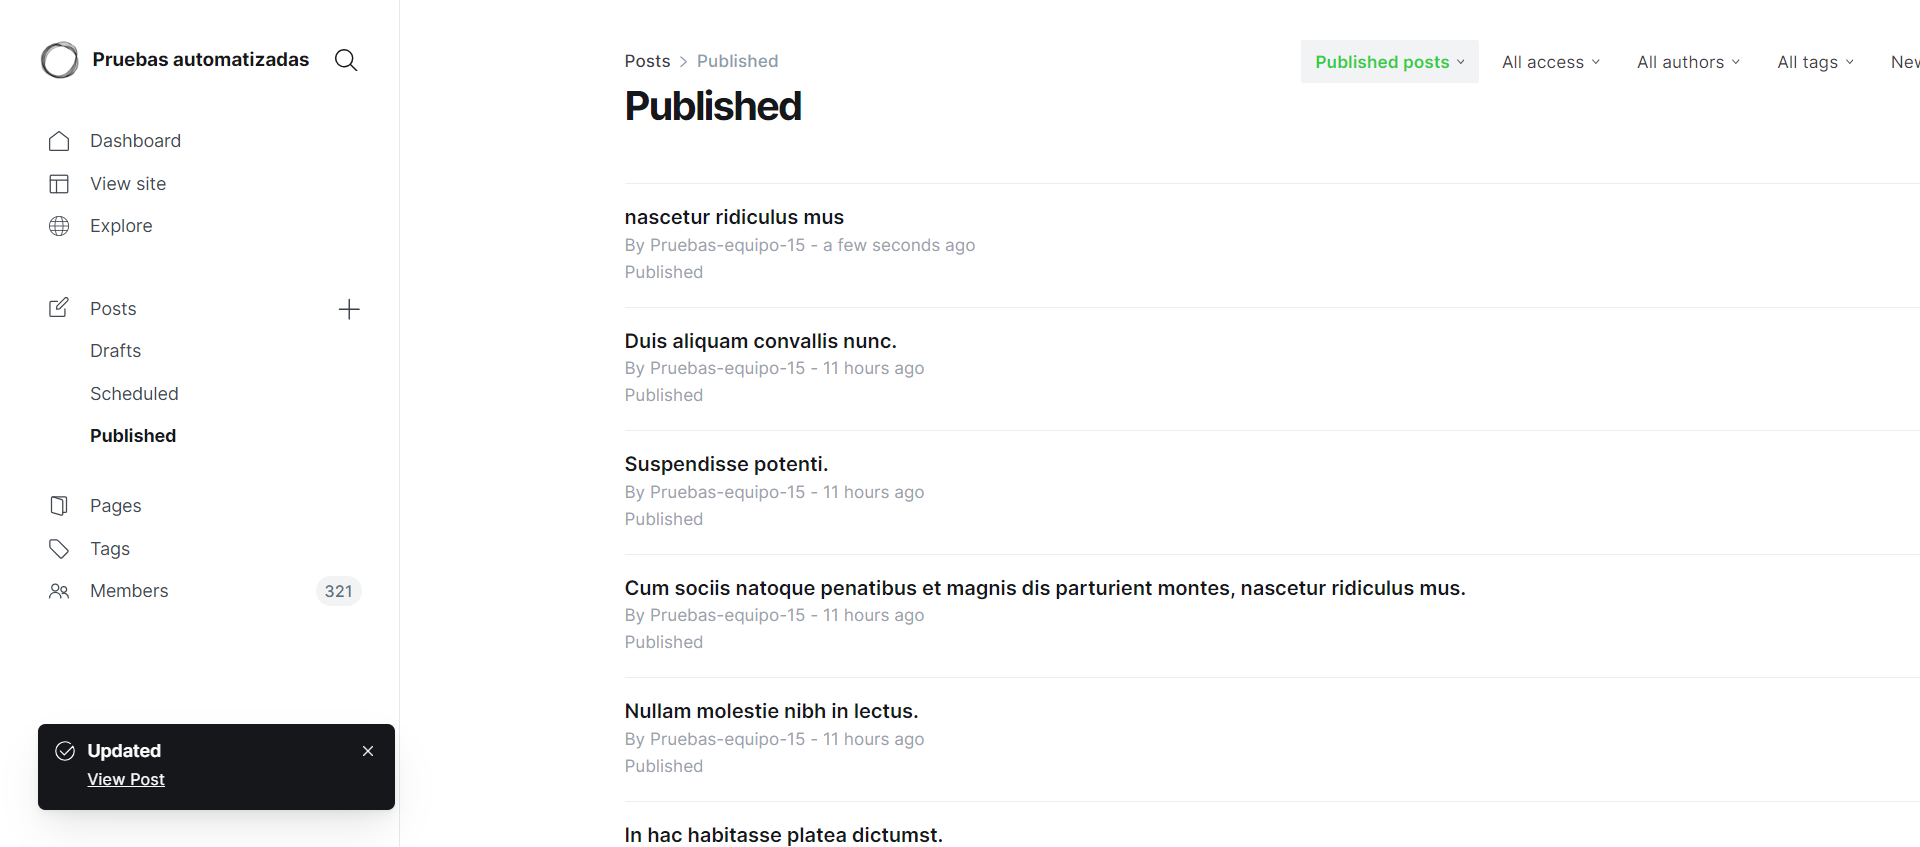 Pruebas automatizadas
Dashboard
View site
Explore
Posts
Drafts
Scheduled
Published
Pages
Tags
Members 321
Updated
View Post
Posts > Published
Published
Published posts
All access
All authors
All tags
nascetur ridiculus mus
By Pruebas-equipo-15 - a few seconds ago
Published
Duis aliquam convallis nunc.
By Pruebas-equipo-15 - 11 hours ago
Published
Suspendisse potenti.
By Pruebas-equipo-15 - 11 hours ago
Published
Cum sociis natoque penatibus et magnis dis parturient montes, nascetur ridiculus mus.
By Pruebas-equipo-15 - 11 hours ago
Published
Nullam molestie nibh in lectus.
By Pruebas-equipo-15 - 11 hours ago
Published
In hac habitasse platea dictumst.